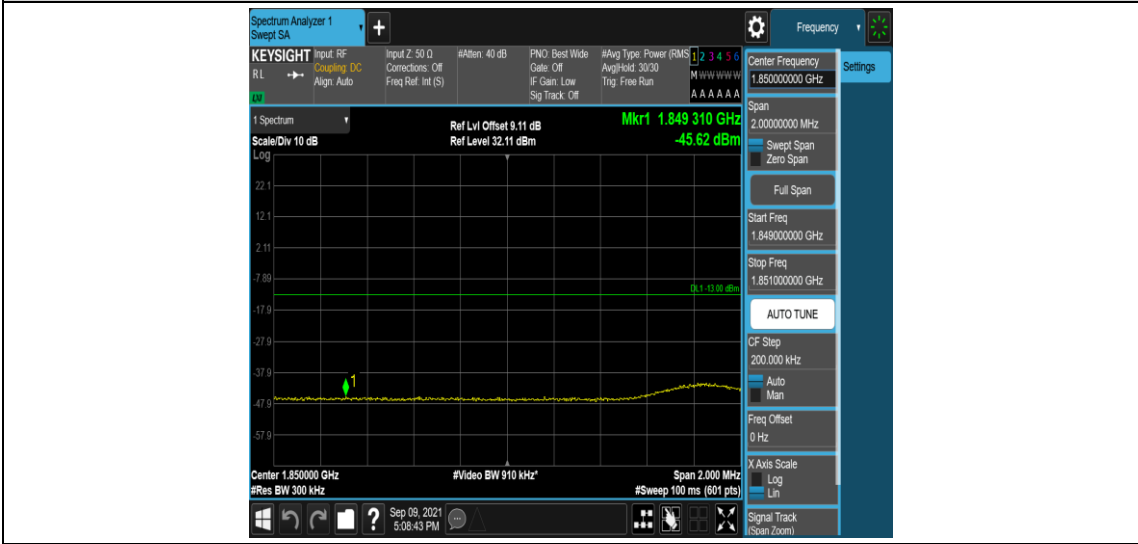 Spectrum Analyzer 1
Swept SA
+
Frequency
KEYSIGHT
RL
LM
Input: RF
Coupling: DC
Align: Auto
Input Z: 50 Ω
Corrections: Off
Freq Ref: Int (S)
#Atten: 40 dB
PNO: Best Wide
Gate: Off
IF Gain: Low
Sig Track: Off
#Avg Type: Power (RMS
Avg|Hold: 30/30
Trig: Free Run
1 2 3 4 5 6
M W W W W W
A A A A A A
1 Spectrum
Scale/Div 10 dB
Log
Ref Lvl Offset 9.11 dB
Ref Level 32.11 dBm
Mkr1 1.849 310 GHz
-45.62 dBm
22.1
12.1
2.11
-7.89
DL1 -13.00 dBm
-17.9
-27.9
-37.9
1
-47.9
-57.9
Center 1.850000 GHz
#Video BW 910 kHz*
Span 2.000 MHz
#Res BW 300 kHz
#Sweep 100 ms (601 pts)
?
Sep 09, 2021
5:08:43 PM
Center Frequency
1.850000000 GHz
Settings
Span
2.00000000 MHz
Swept Span
Zero Span
Full Span
Start Freq
1.849000000 GHz
Stop Freq
1.851000000 GHz
AUTO TUNE
CF Step
200.000 kHz
Auto
Man
Freq Offset
0 Hz
X Axis Scale
Log
Lin
Signal Track
(Span Zoom)